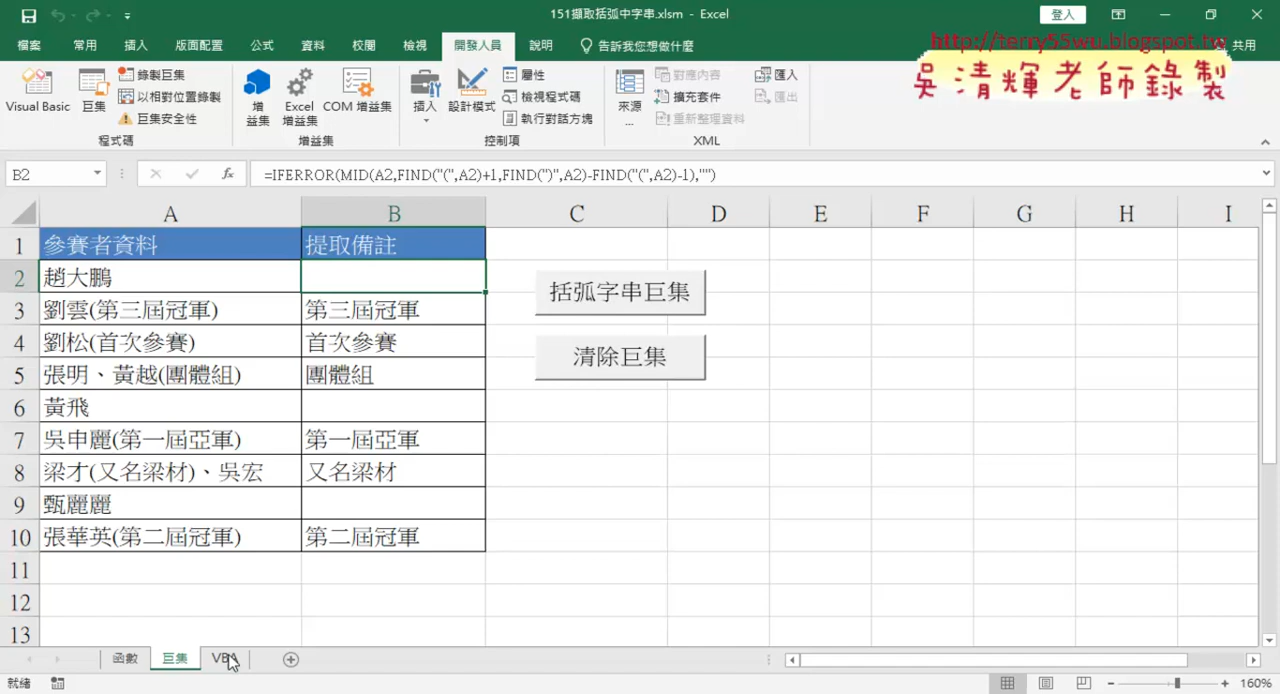 151擷取括弧中字串.xlsm - Excel
登入
檔案 常用 插入 版面配置 公式 資料 校閱 檢視 開發人員 說明 告訴我您想做什麼 共用
http://terry55wu.blogspot.tw
吳清輝老師錄製
Visual Basic 巨集 錄製巨集 以相對位置錄製 巨集安全性
增益集 Excel 增益集 COM 增益集
插入 設計模式 屬性 檢視程式碼 執行對話方塊
來源... 對應內容 擴充套件 重新整理資料 匯入 匯出
程式碼 增益集 控制項 XML
B2 fx =IFERROR(MID(A2,FIND("(",A2)+1,FIND(")",A2)-FIND("(",A2)-1),"")
A B C D E F G H I
1 參賽者資料 提取備註
2 趙大鵬
3 劉雲(第三屆冠軍) 第三屆冠軍
4 劉松(首次參賽) 首次參賽
5 張明、黃越(團體組) 團體組
6 黃飛
7 吳申麗(第一屆亞軍) 第一屆亞軍
8 梁才(又名梁材)、吳宏 又名梁材
9 甄麗麗
10 張華英(第二屆冠軍) 第二屆冠軍
11
12
13
括弧字串巨集
清除巨集
函數 巨集 VBA
就緒 160%